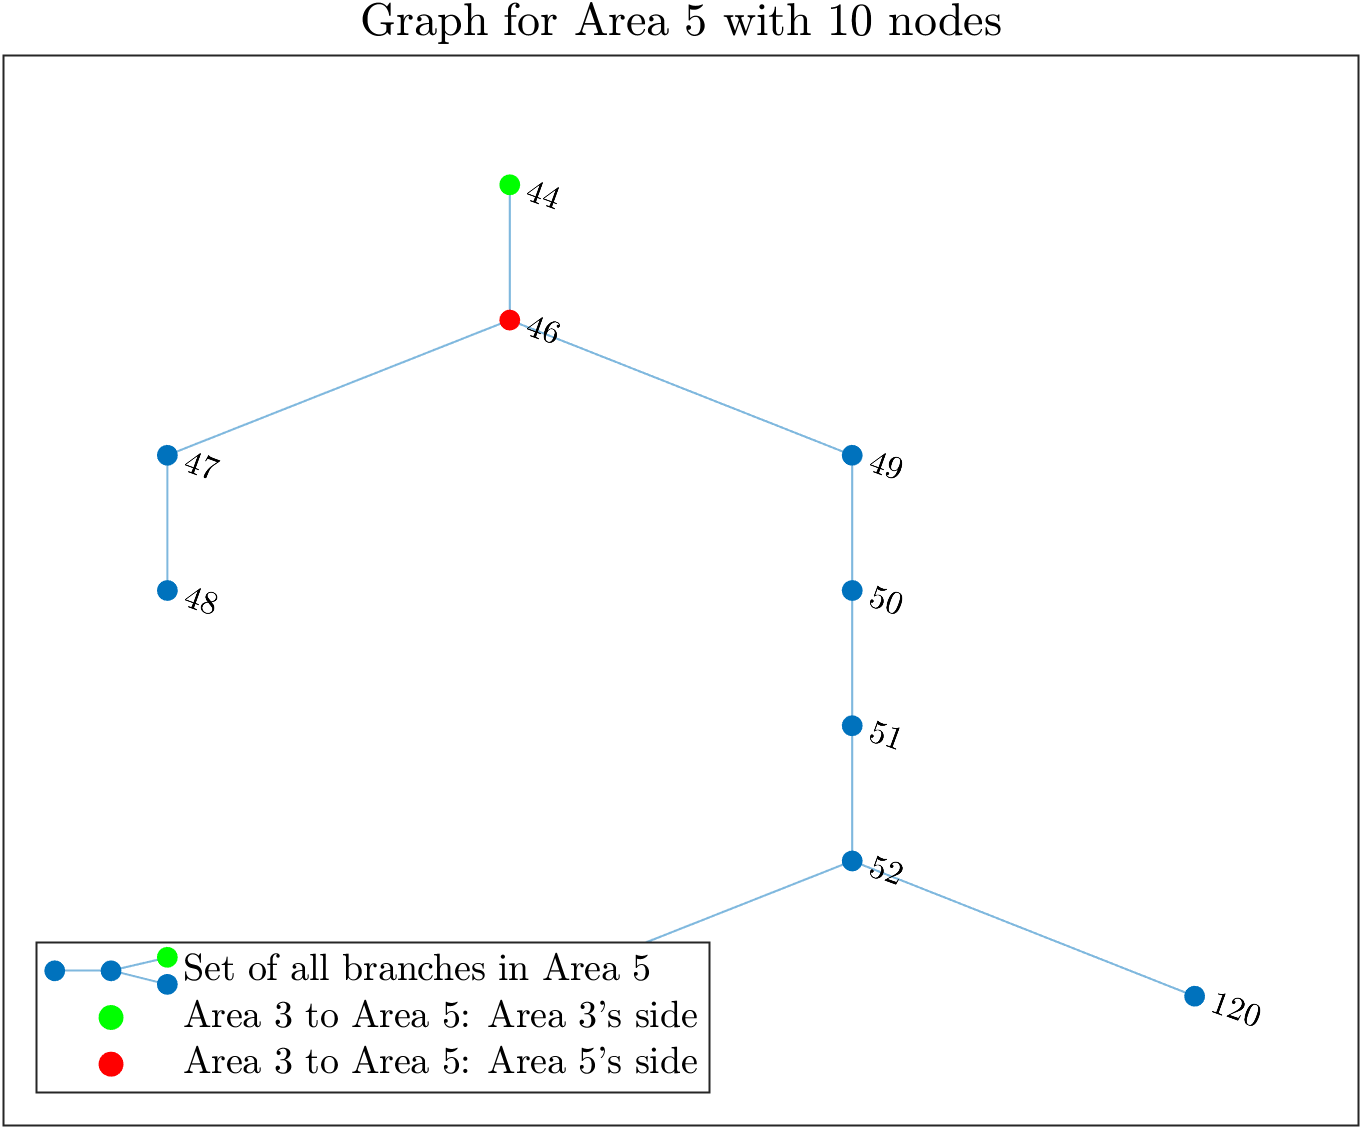 Graph for Area 5 with 10 nodes
44
46
47
49
48
50
51
52
120
Set of all branches in Area 5
Area 3 to Area 5: Area 3's side
Area 3 to Area 5: Area 5's side